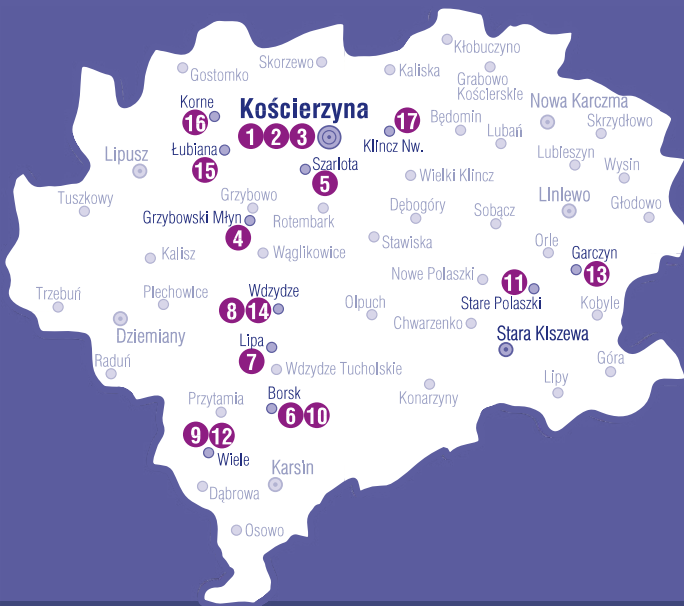 Kłobuczyno
Skorzewo
Gostomko
Kaliska
Grabowo
Kościerskie
Korne
16
Kościerzyna
1 2 3
17
Klincz Nw.
Będomin
Lubań
Nowa Karczma
Skrzydłowo
Łubiana
15
Lipusz
Szarlota
5
Lubieszyn
Wysin
Wielki Klincz
Tuszkowy
Grzybowo
Grzybowski Młyn
4
Rotembark
Dębogóry
Sobącz
LInlewo
Głodowo
Stawiska
Kalisz
Wąglikowice
Orle
Garczyn
13
Nowe Polaszki
11
Stare Polaszki
Trzebuń
Plechowlce
Wdzydze
8 14
Olpuch
Kobyle
Dziemiany
Chwarzenko
Stara KIszewa
Lipa
7
Raduń
Wdzydze Tucholskie
Góra
Lipy
Przytamia
Borsk
6 10
Konarzyny
9 12
Wiele
Karsin
Dąbrowa
Osowo